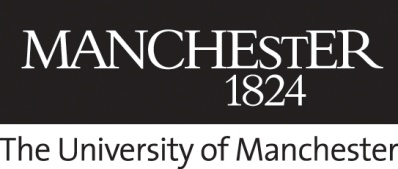 MANCHESTER
1824
The University of Manchester